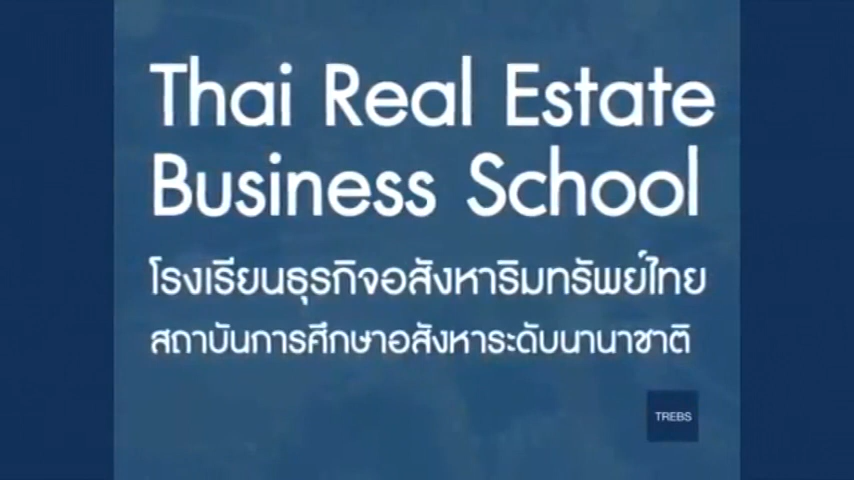 Thai Real Estate
Business School
โรงเรียนธุรกิจอสังหาริมทรัพย์ไทย
สถาบันการศึกษาอสังหาระดับนานาชาติ
TREBS